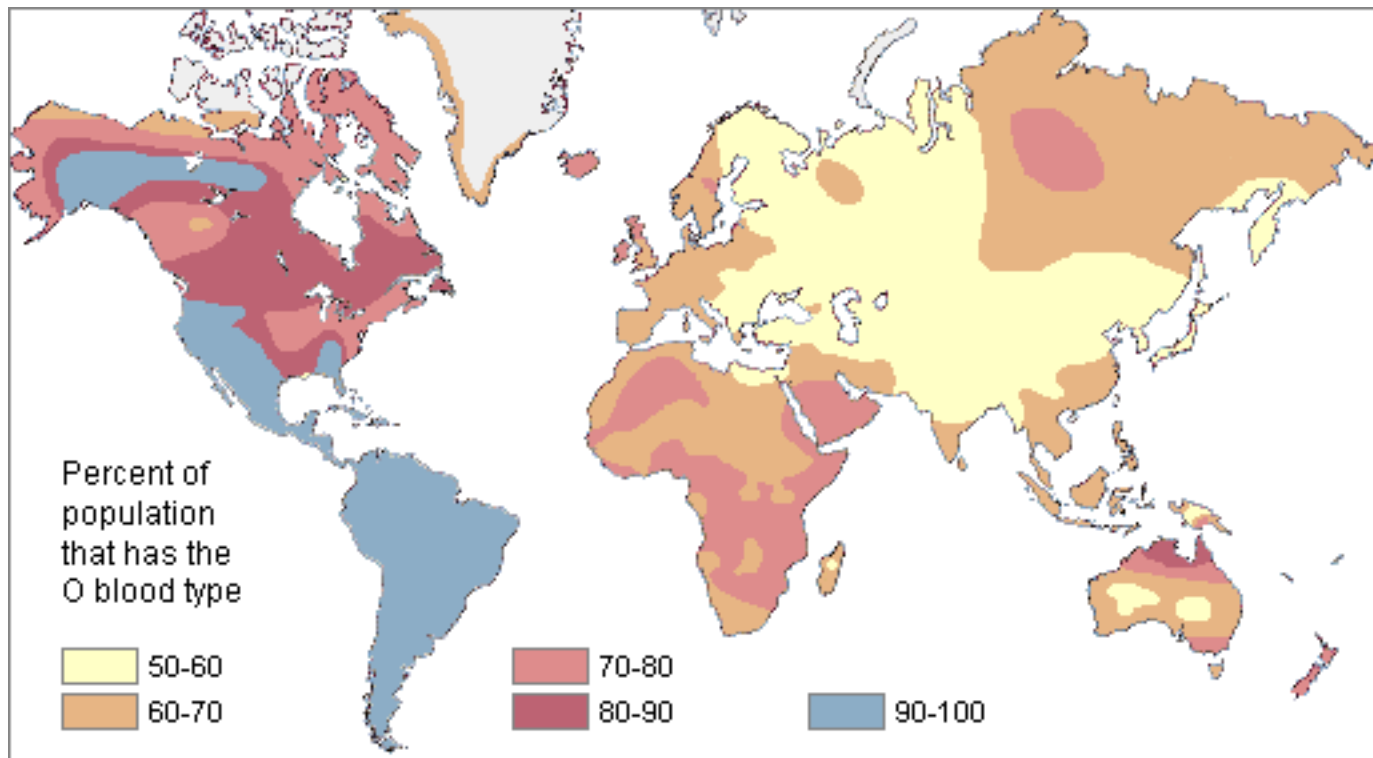 Percent of
population
that has the
O blood type
50-60
60-70
70-80
80-90
90-100